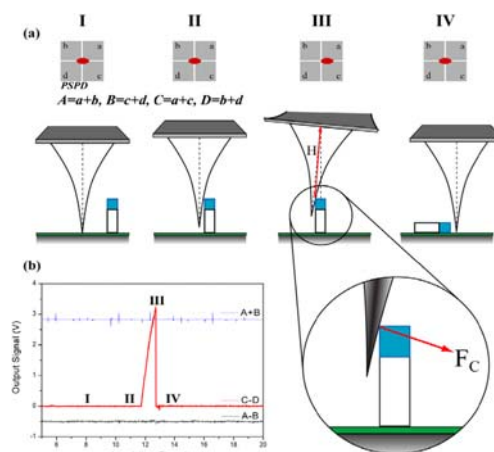 I II III IV
(a)
b a b a b a b a
d c d c d c d c
PSPD
A=a+b, B=c+d, C=a+c, D=b+d
H
(b)
F_C
Output Signal (V)
4
3
2
1
0
-1
III
A+B
I II IV
C-D
A-B
6 8 10 12 14 16 18 20